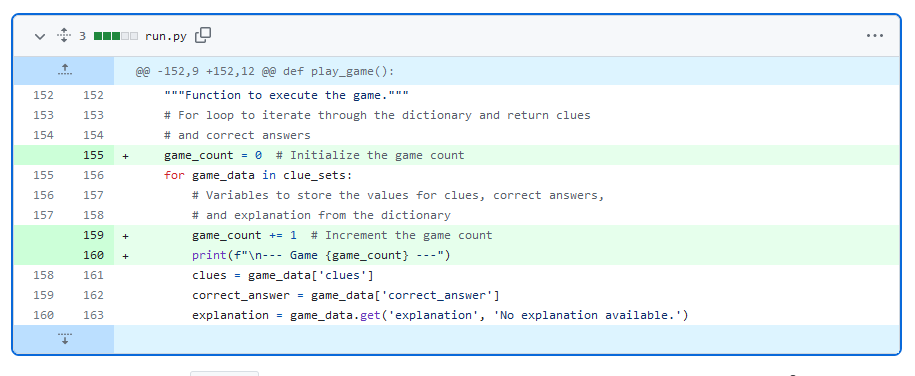 3 run.py ...
@@ -152,9 +152,12 @@ def play_game():
152 152 """Function to execute the game."""
153 153 # For loop to iterate through the dictionary and return clues
154 154 # and correct answers
155 + game_count = 0 # Initialize the game count
155 156 for game_data in clue_sets:
156 157 # Variables to store the values for clues, correct answers,
157 158 # and explanation from the dictionary
159 + game_count += 1 # Increment the game count
160 + print(f"\n--- Game {game_count} ---")
158 161 clues = game_data['clues']
159 162 correct_answer = game_data['correct_answer']
160 163 explanation = game_data.get('explanation', 'No explanation available.')